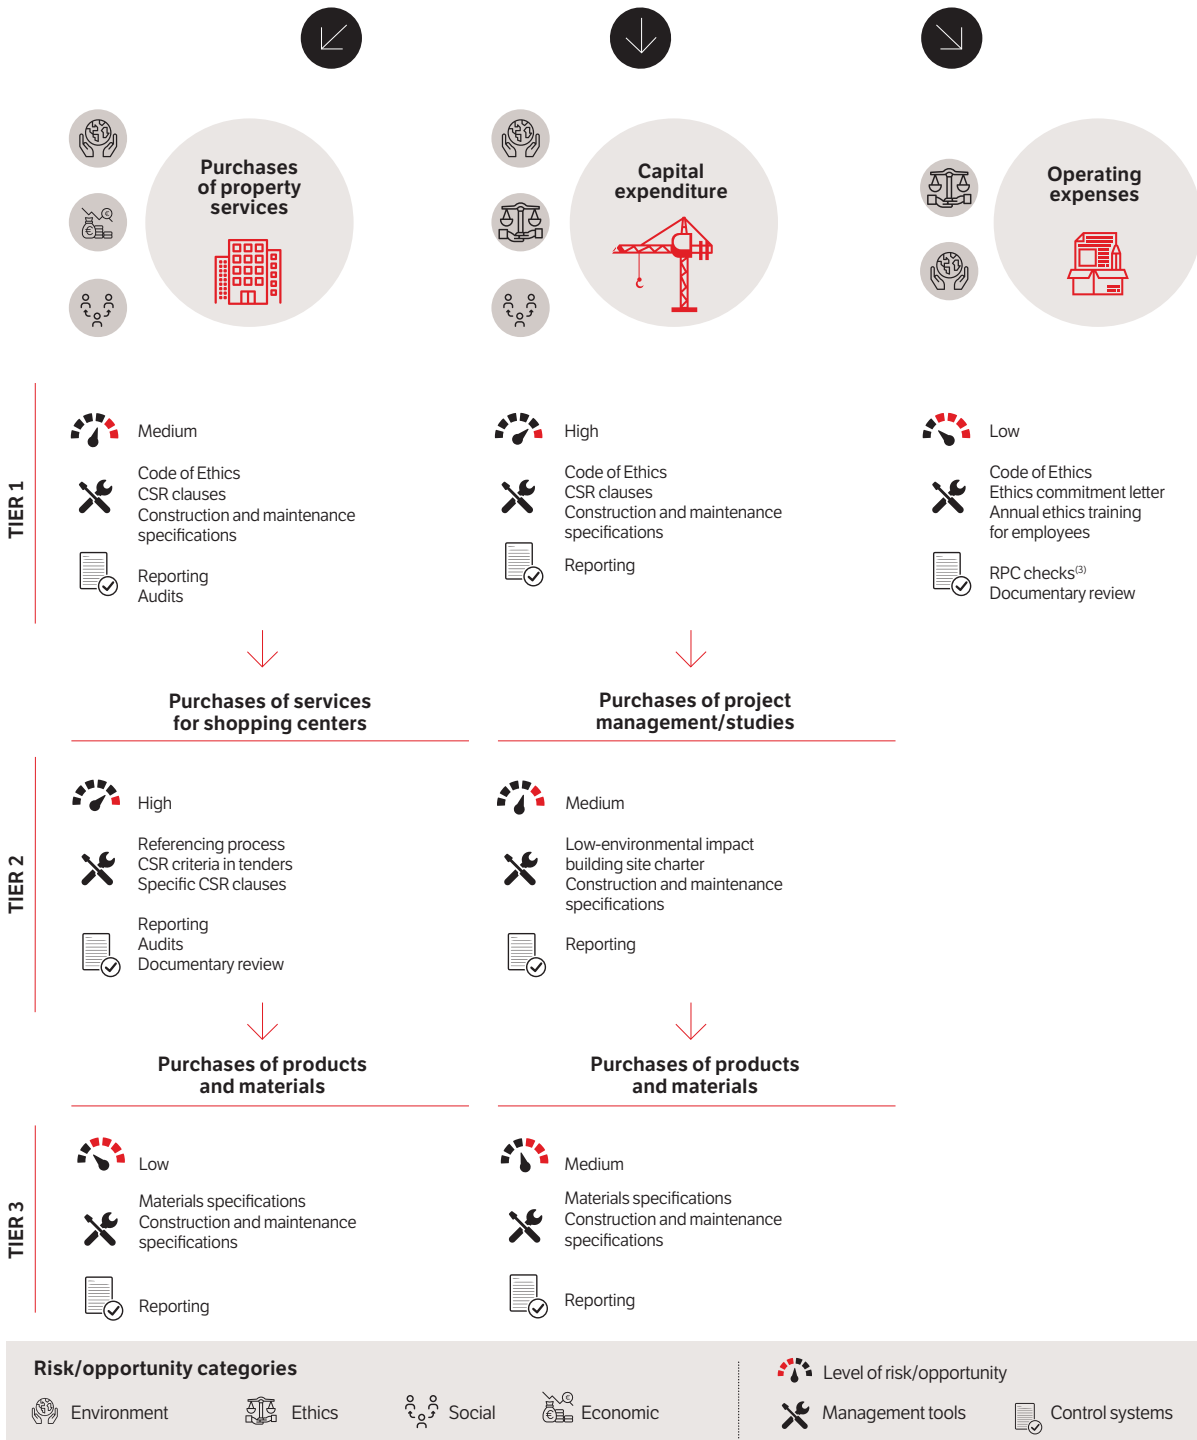 Purchases
of property
services
Capital
expenditure
Operating
expenses
TIER 1
Medium
Code of Ethics
CSR clauses
Construction and maintenance
specifications
Reporting
Audits
High
Code of Ethics
CSR clauses
Construction and maintenance
specifications
Reporting
Low
Code of Ethics
Ethics commitment letter
Annual ethics training
for employees
RPC checks(3)
Documentary review
Purchases of services
for shopping centers
Purchases of project
management/studies
TIER 2
High
Referencing process
CSR criteria in tenders
Specific CSR clauses
Reporting
Audits
Documentary review
Medium
Low-environmental impact
building site charter
Construction and maintenance
specifications
Reporting
Purchases of products
and materials
Purchases of products
and materials
TIER 3
Low
Materials specifications
Construction and maintenance
specifications
Reporting
Medium
Materials specifications
Construction and maintenance
specifications
Reporting
Risk/opportunity categories
Environment
Ethics
Social
Economic
Level of risk/opportunity
Management tools
Control systems